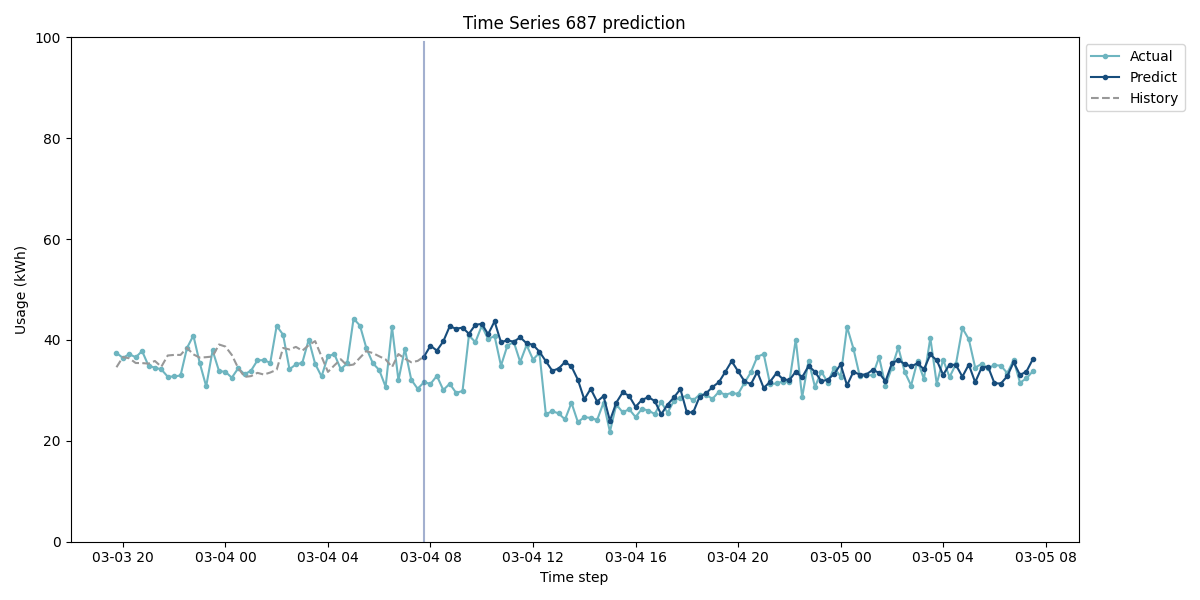 Time Series 687 prediction
Usage (kWh)
100
80
60
40
20
0
03-03 20
03-04 00
03-04 04
03-04 08
03-04 12
03-04 16
03-04 20
03-05 00
03-05 04
03-05 08
Time step
Actual
Predict
History